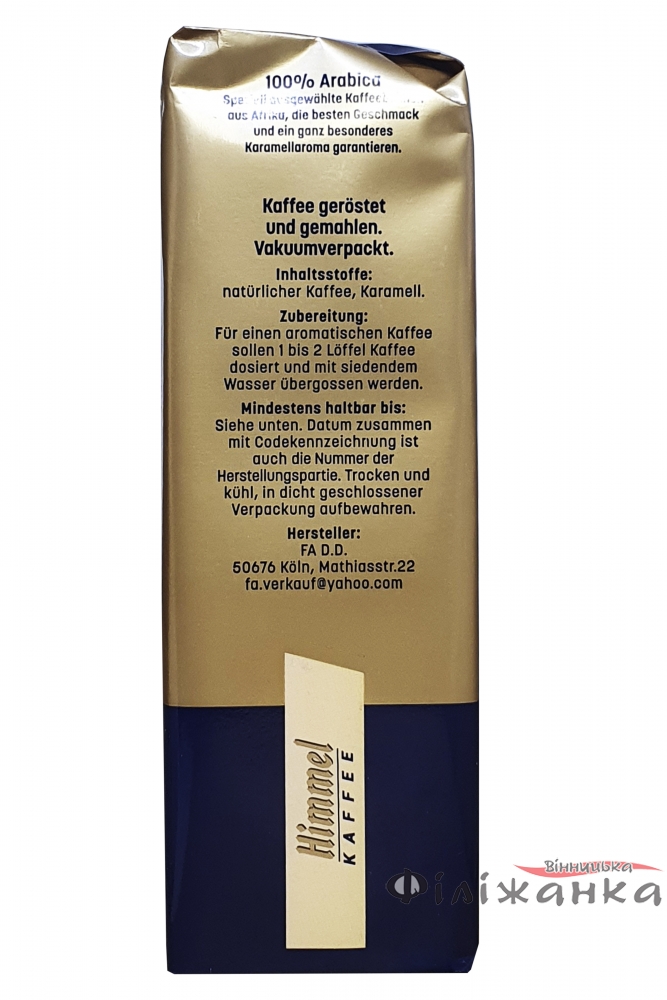 100% Arabica
ausgewählte
aus Afrika, die besten Geschmack
und ein ganz besonderes
Karamellaroma garantieren.
Kaffee geröstet
und gemahlen.
Vakuumverpackt.
Inhaltsstoffe:
natürlicher Kaffee, Karamell.
Zubereitung:
Für einen aromatischen Kaffee
sollen 1 bis 2 Löffel Kaffee
dosiert und mit siedendem
Wasser übergossen werden.
Mindestens haltbar bis:
Siehe unten. Datum zusammen
mit Codekennzeichnung ist
auch die Nummer der
Herstellungspartie. Trocken und
kühl, in dicht geschlossener
Verpackung aufbewahren.
Hersteller:
FA D.D.
50676 Köln, Mathiasstr.22
fa.verkauf@yahoo.com
Himmel
KAFFEE
Вінницька
Філіжанка